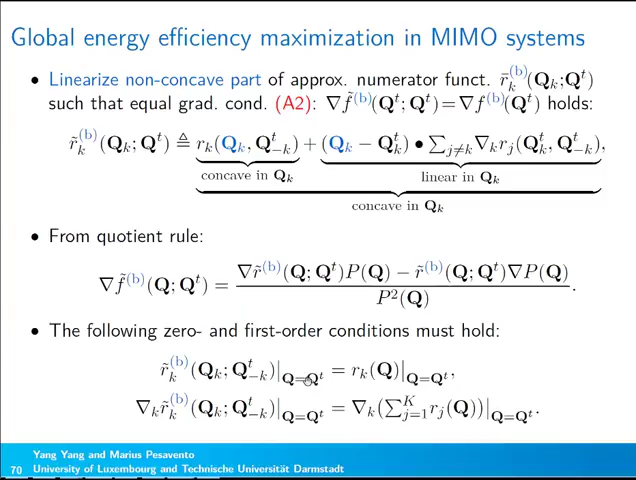 Global energy efficiency maximization in MIMO systems
• Linearize non-concave part of approx. numerator funct. r̄_k^(b)(Q_k;Q^t)
such that equal grad. cond. (A2): ∇f̃^(b)(Q^t;Q^t)=∇f^(b)(Q^t) holds:
r̃_k^(b)(Q_k;Q^t) ≜ r_k(Q_k,Q_{-k}^t) + (Q_k − Q_k^t) • ∑_{j≠k} ∇_k r_j(Q_k^t,Q_{-k}^t),
concave in Q_k linear in Q_k
concave in Q_k
• From quotient rule:
∇f̃^(b)(Q;Q^t) = (∇r̃^(b)(Q;Q^t)P(Q) − r̃^(b)(Q;Q^t)∇P(Q)) / P²(Q).
• The following zero- and first-order conditions must hold:
r̃_k^(b)(Q_k;Q_{-k}^t)|_{Q=Q^t} = r_k(Q)|_{Q=Q^t},
∇_k r̃_k^(b)(Q_k;Q_{-k}^t)|_{Q=Q^t} = ∇_k(∑_{j=1}^K r_j(Q))|_{Q=Q^t}.
Yang Yang and Marius Pesavento
70 University of Luxembourg and Technische Universität Darmstadt